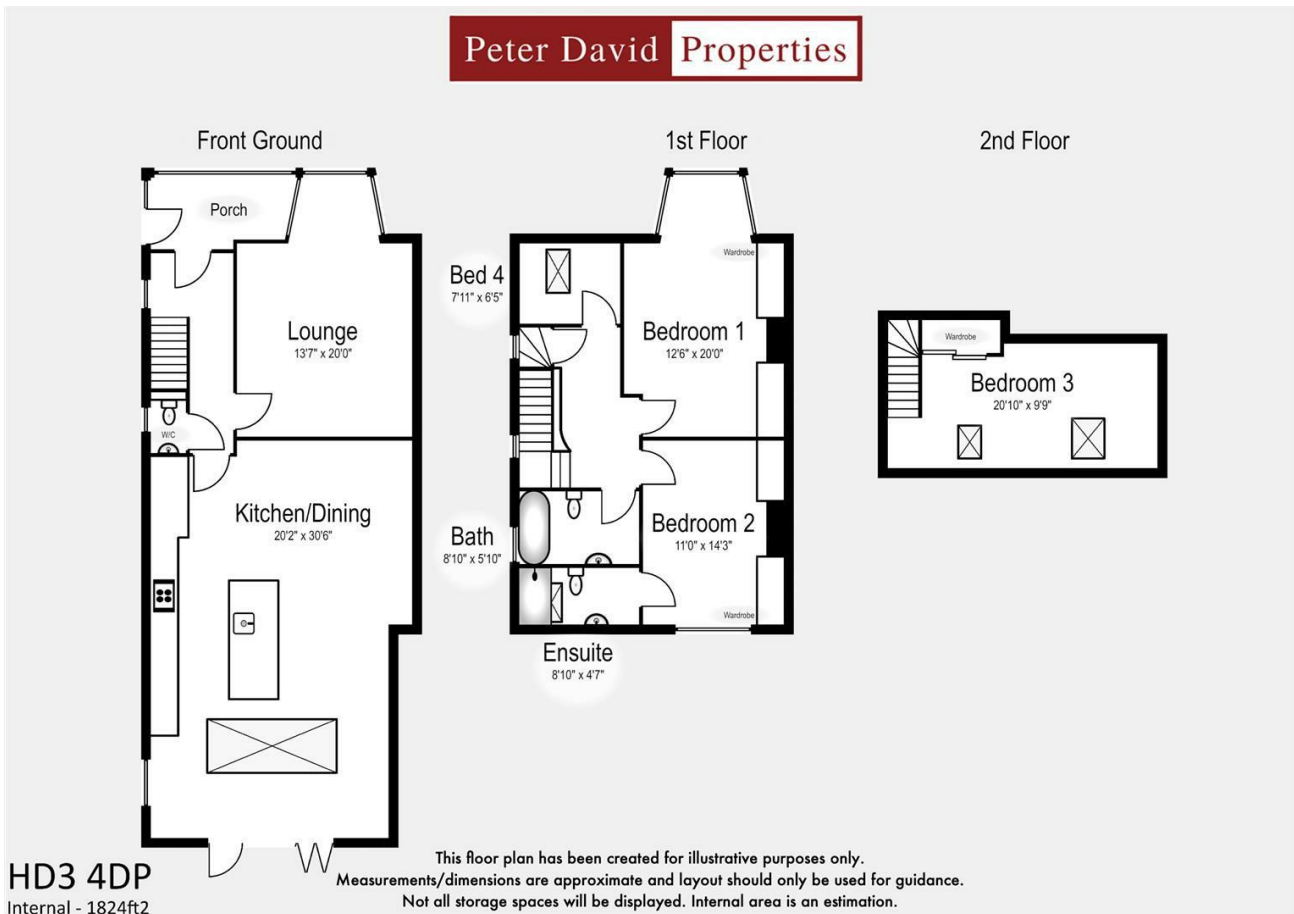 Peter David Properties
Front Ground
1st Floor
2nd Floor
Porch
Lounge
13'7" x 20'0"
W/C
Kitchen/Dining
20'2" x 30'6"
Bed 4
7'11" x 6'5"
Wardrobe
Bedroom 1
12'6" x 20'0"
Bedroom 2
11'0" x 14'3"
Wardrobe
Bath
8'10" x 5'10"
Ensuite
8'10" x 4'7"
Wardrobe
Bedroom 3
20'10" x 9'9"
HD3 4DP
Internal - 1824ft2
This floor plan has been created for illustrative purposes only.
Measurements/dimensions are approximate and layout should only be used for guidance.
Not all storage spaces will be displayed. Internal area is an estimation.